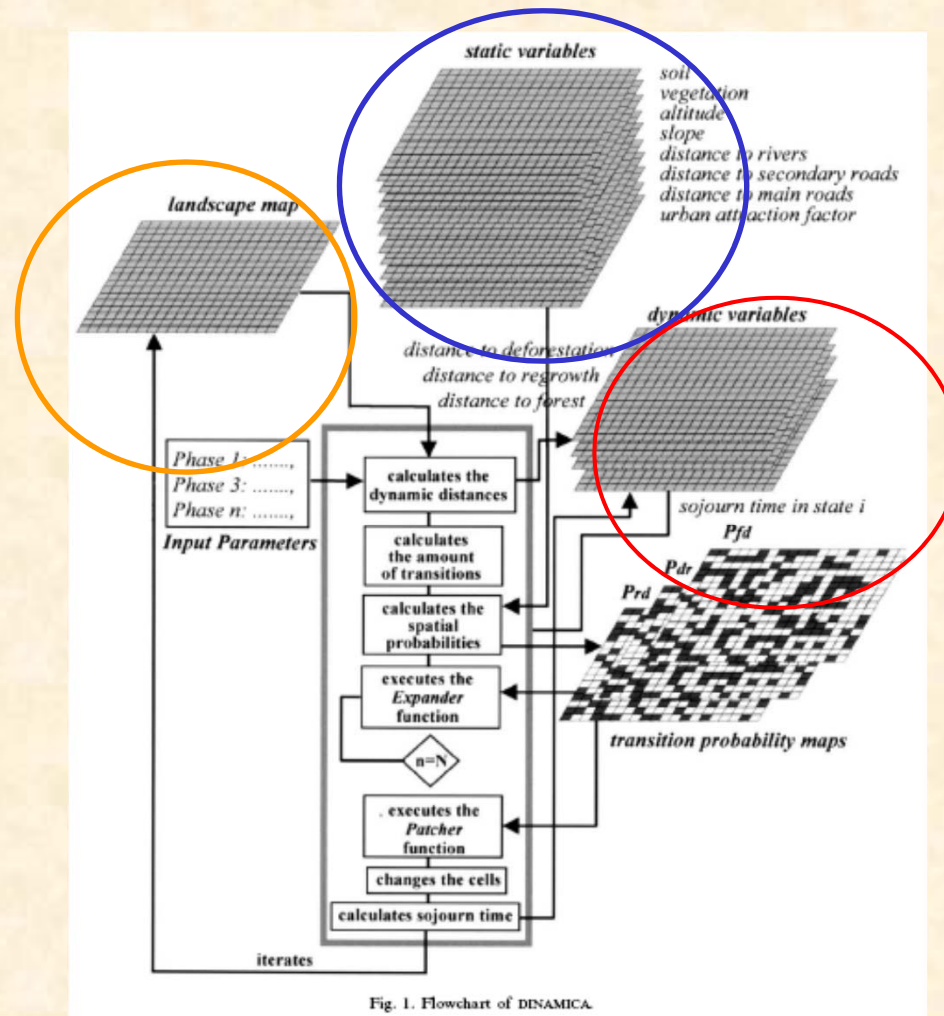 static variables
soil
vegetation
altitude
slope
distance to rivers
distance to secondary roads
distance to main roads
urban attraction factor
landscape map
dynamic variables
distance to deforestation
distance to regrowth
distance to forest
Phase 1: .......,
Phase 3: .......,
Phase n: .......,
Input Parameters
calculates the
dynamic distances
calculates
the amount
of transitions
calculates the
spatial
probabilities
executes the
Expander
function
n=N
. executes the
Patcher
function
changes the cells
calculates sojourn time
iterates
sojourn time in state i
Pfd
Pdr
Prd
transition probability maps
Fig. 1. Flowchart of DINAMICA.